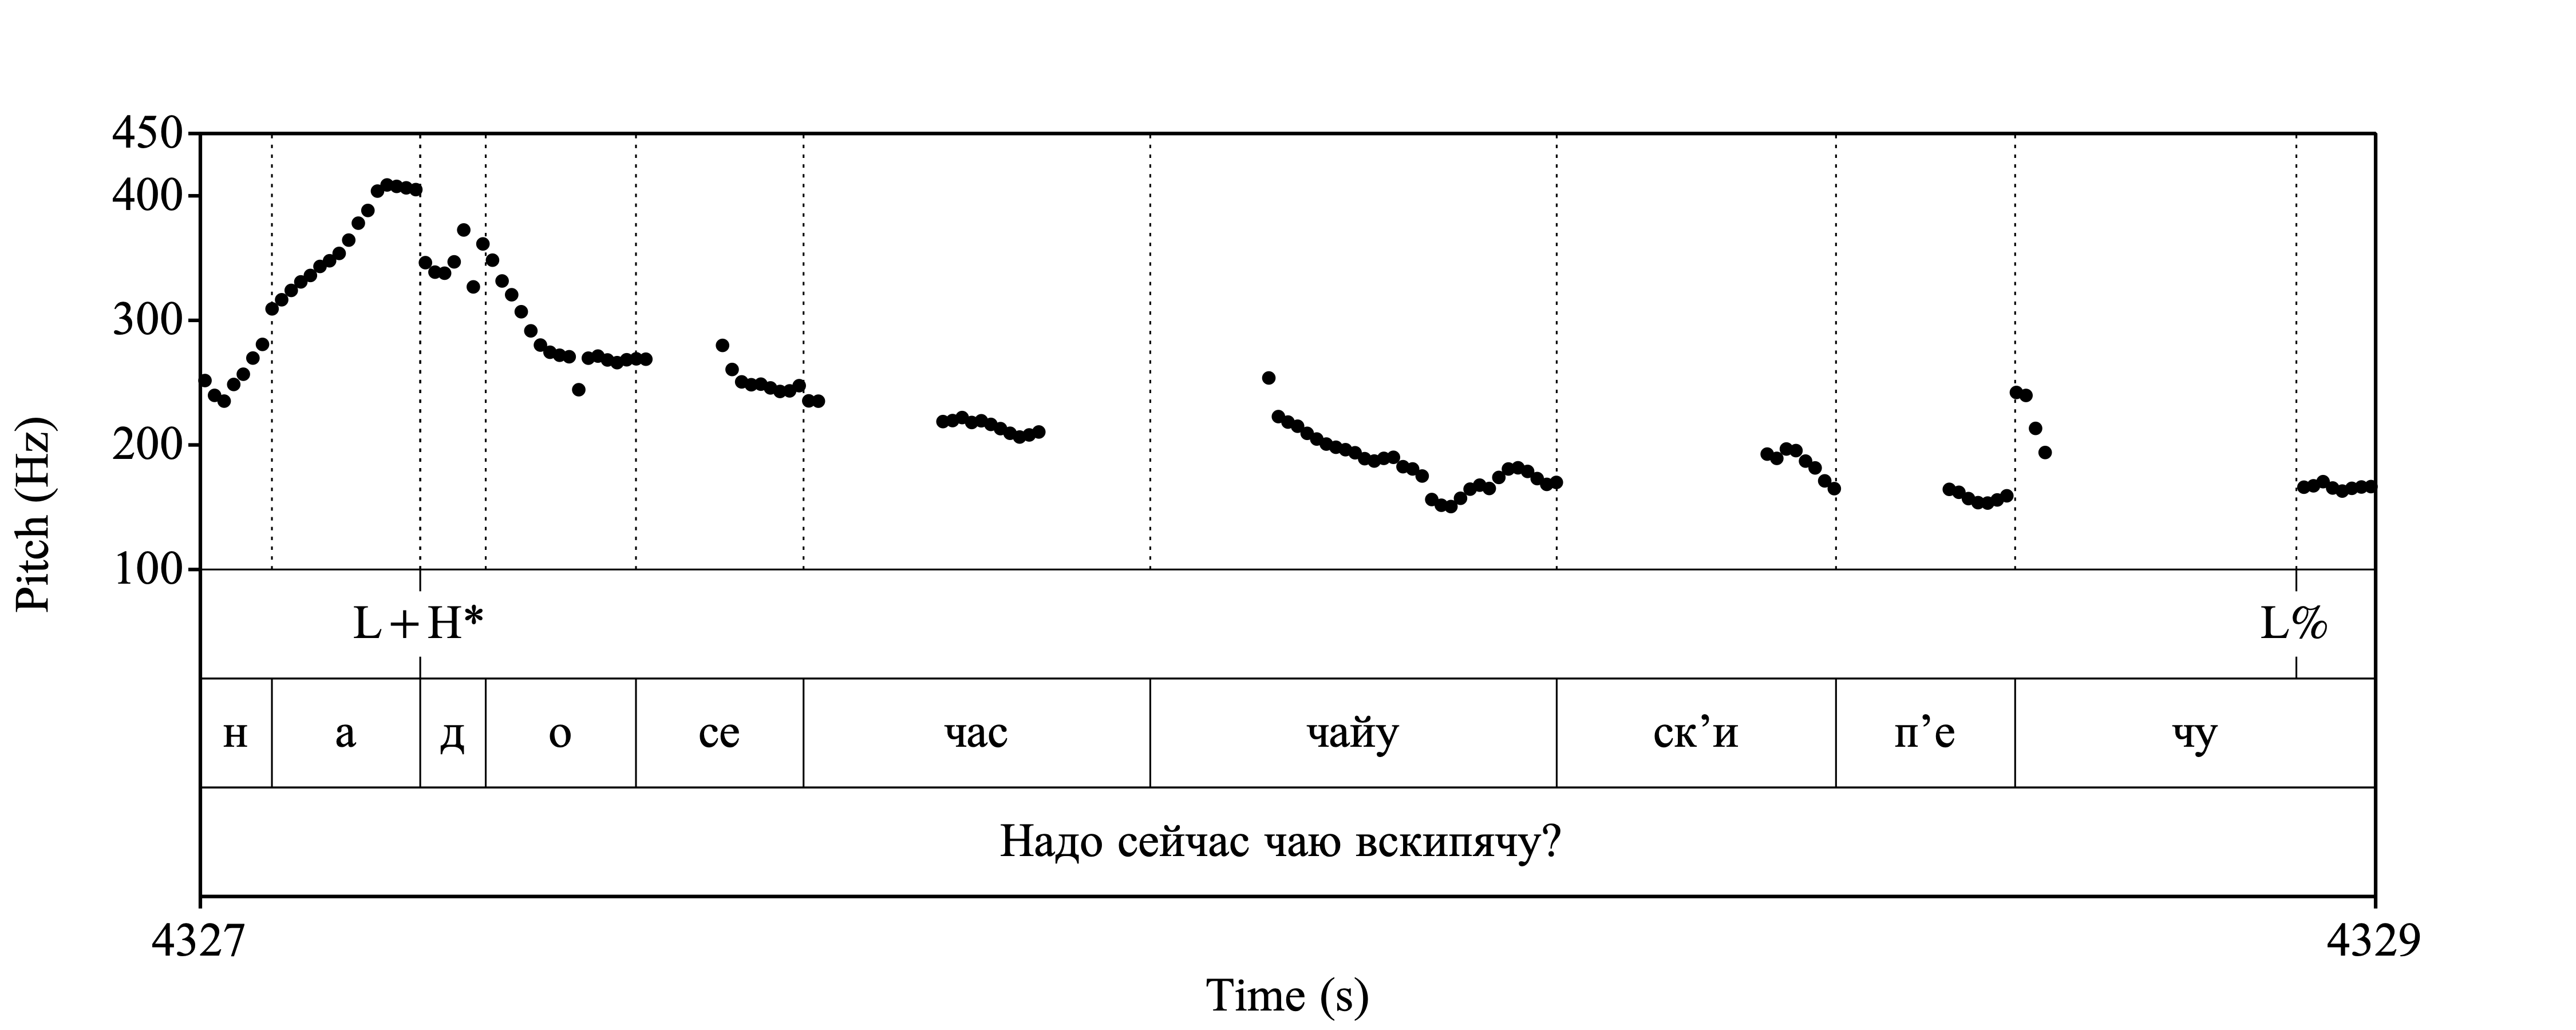 450
400
300
200
100
Pitch (Hz)
L+H* L%
н а д о се час чайу ск’и п’е чу
Надо сейчас чаю вскипячу?
4327 4329
Time (s)